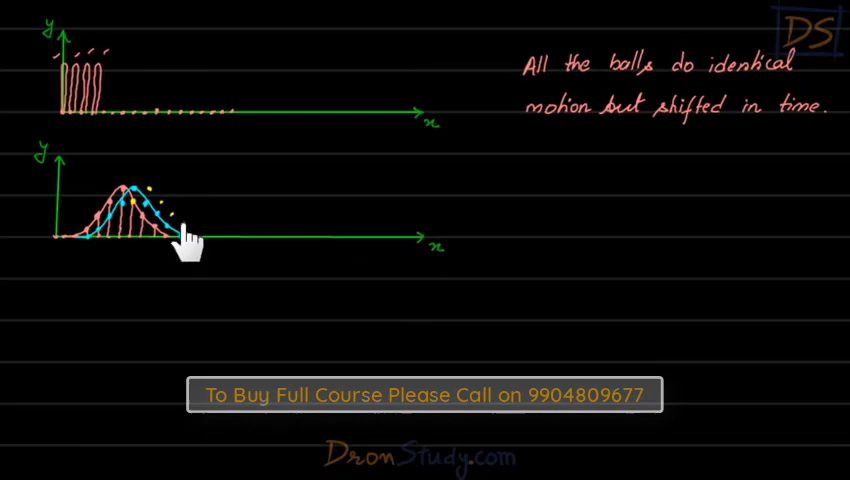 y
DS
All the balls do identical
motion but shifted in time.
x
y
x
To Buy Full Course Please Call on 9904809677
DronStudy.com